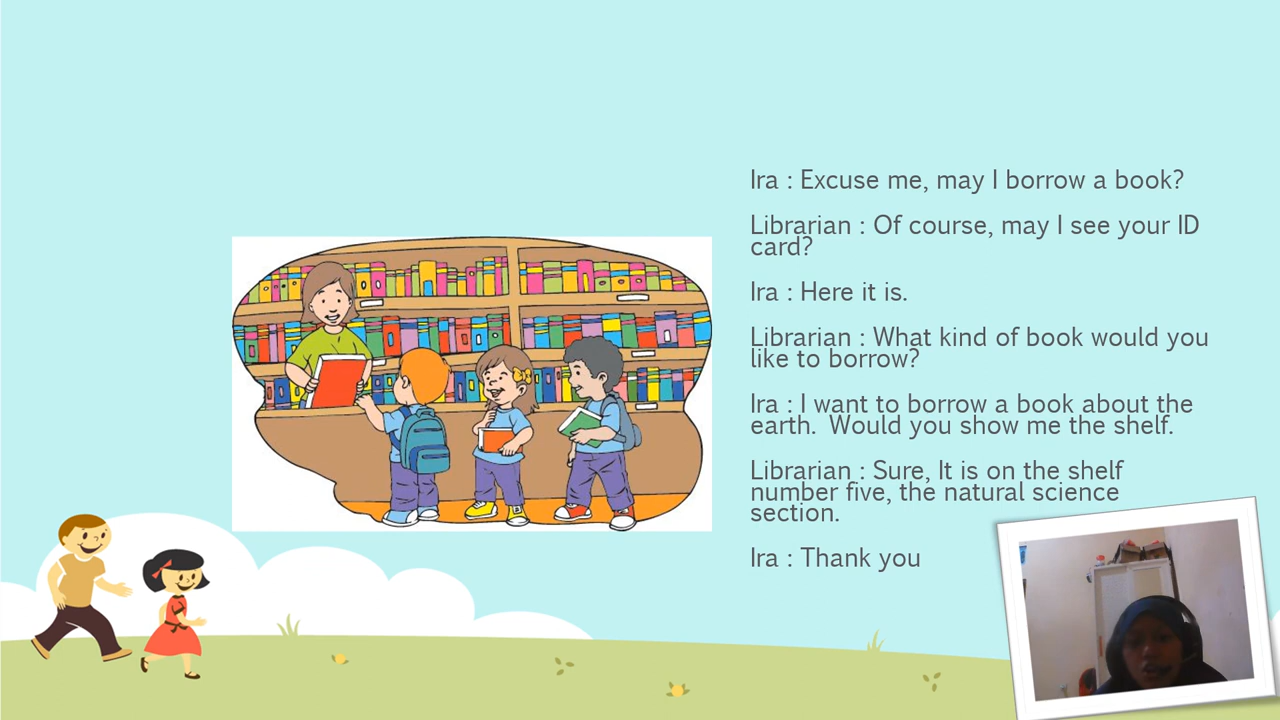 Ira : Excuse me, may I borrow a book?
Librarian : Of course, may I see your ID
card?
Ira : Here it is.
Librarian : What kind of book would you
like to borrow?
Ira : I want to borrow a book about the
earth.  Would you show me the shelf.
Librarian : Sure, It is on the shelf
number five, the natural science
section.
Ira : Thank you